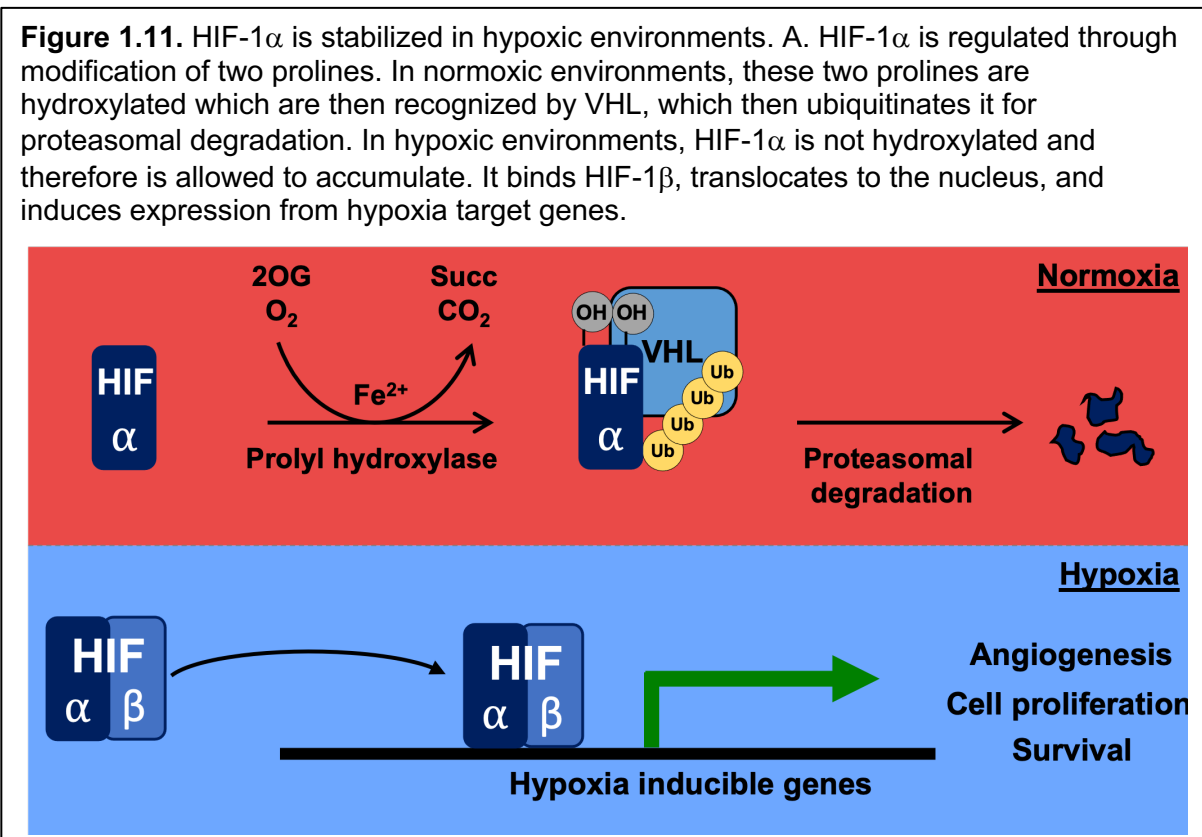 Figure 1.11. HIF-1α is stabilized in hypoxic environments. A. HIF-1α is regulated through
modification of two prolines. In normoxic environments, these two prolines are
hydroxylated which are then recognized by VHL, which then ubiquitinates it for
proteasomal degradation. In hypoxic environments, HIF-1α is not hydroxylated and
therefore is allowed to accumulate. It binds HIF-1β, translocates to the nucleus, and
induces expression from hypoxia target genes.
Normoxia
2OG
O₂
Succ
CO₂
HIF
α
Fe²⁺
Prolyl hydroxylase
OH OH
VHL
HIF
α
Ub
Ub
Ub
Ub
Proteasomal
degradation
Hypoxia
HIF
α β
HIF
α β
Hypoxia inducible genes
Angiogenesis
Cell proliferation
Survival